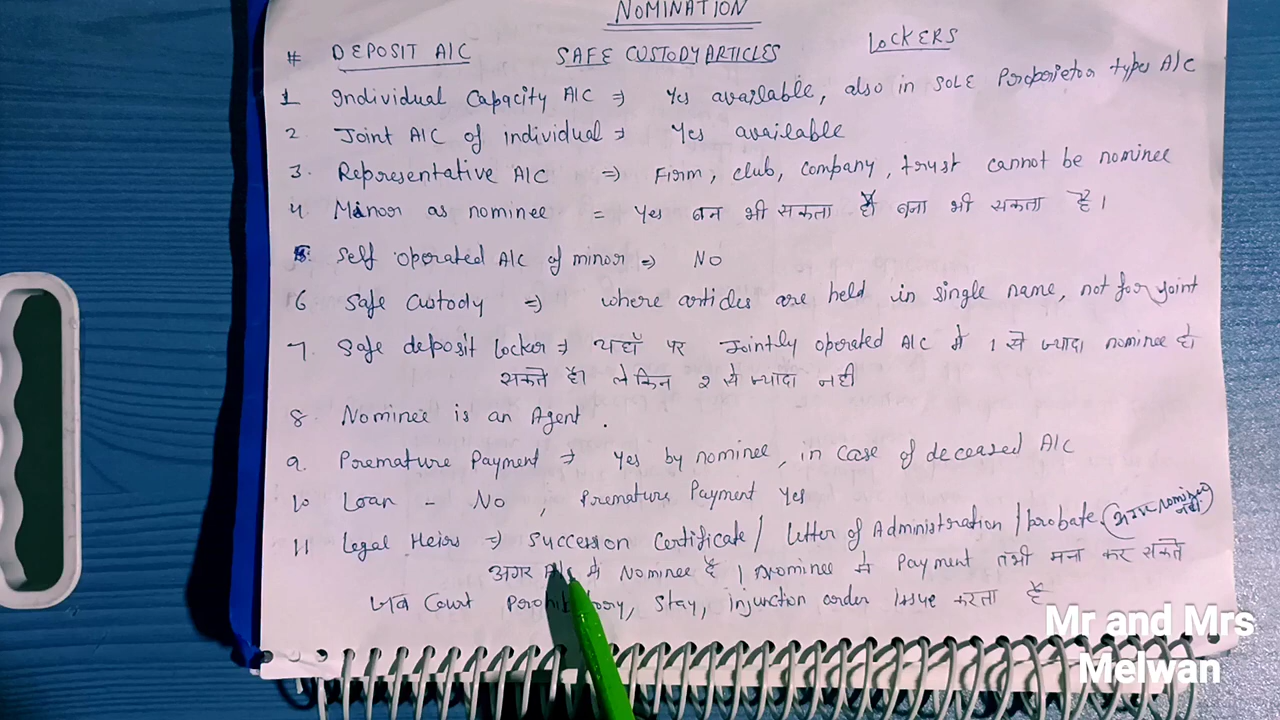 NOMINATION
# DEPOSIT A/C SAFE CUSTODY ARTICLES LOCKERS
1 Individual Capacity A/C ⇒ Yes available, also in SOLE Peroperietor types A/C
2. Joint A/C of individual ⇒ Yes available
3. Representative A/C ⇒ Firm, club, company, trust cannot be nominee
4. Minor as nominee = Yes बन भी सकता है बना भी सकता है।
5. Self operated A/C of minor ⇒ No
6 Safe Custody ⇒ where articles are held in single name, not for joint
7. Safe deposit locker ⇒ यहाँ पर Jointly operated A/C में 1 से ज्यादा nominee हो
सकते हैं। लेकिन 2 से ज्यादा नहीं
8. Nominee is an Agent.
9. Premature Payment → Yes by nominee, in case of deceased A/C
10 Loan - No, Premature Payment Yes
11 Legal Heirs → Succession Certificate / Letter of Administration / Probate (अगर nominee नहीं)
अगर A/c में Nominee है। Nominee से Payment तभी मना कर सकते
जब Court Perohibitory, Stay, injunction order issue करता है
Mr and Mrs
Melwan